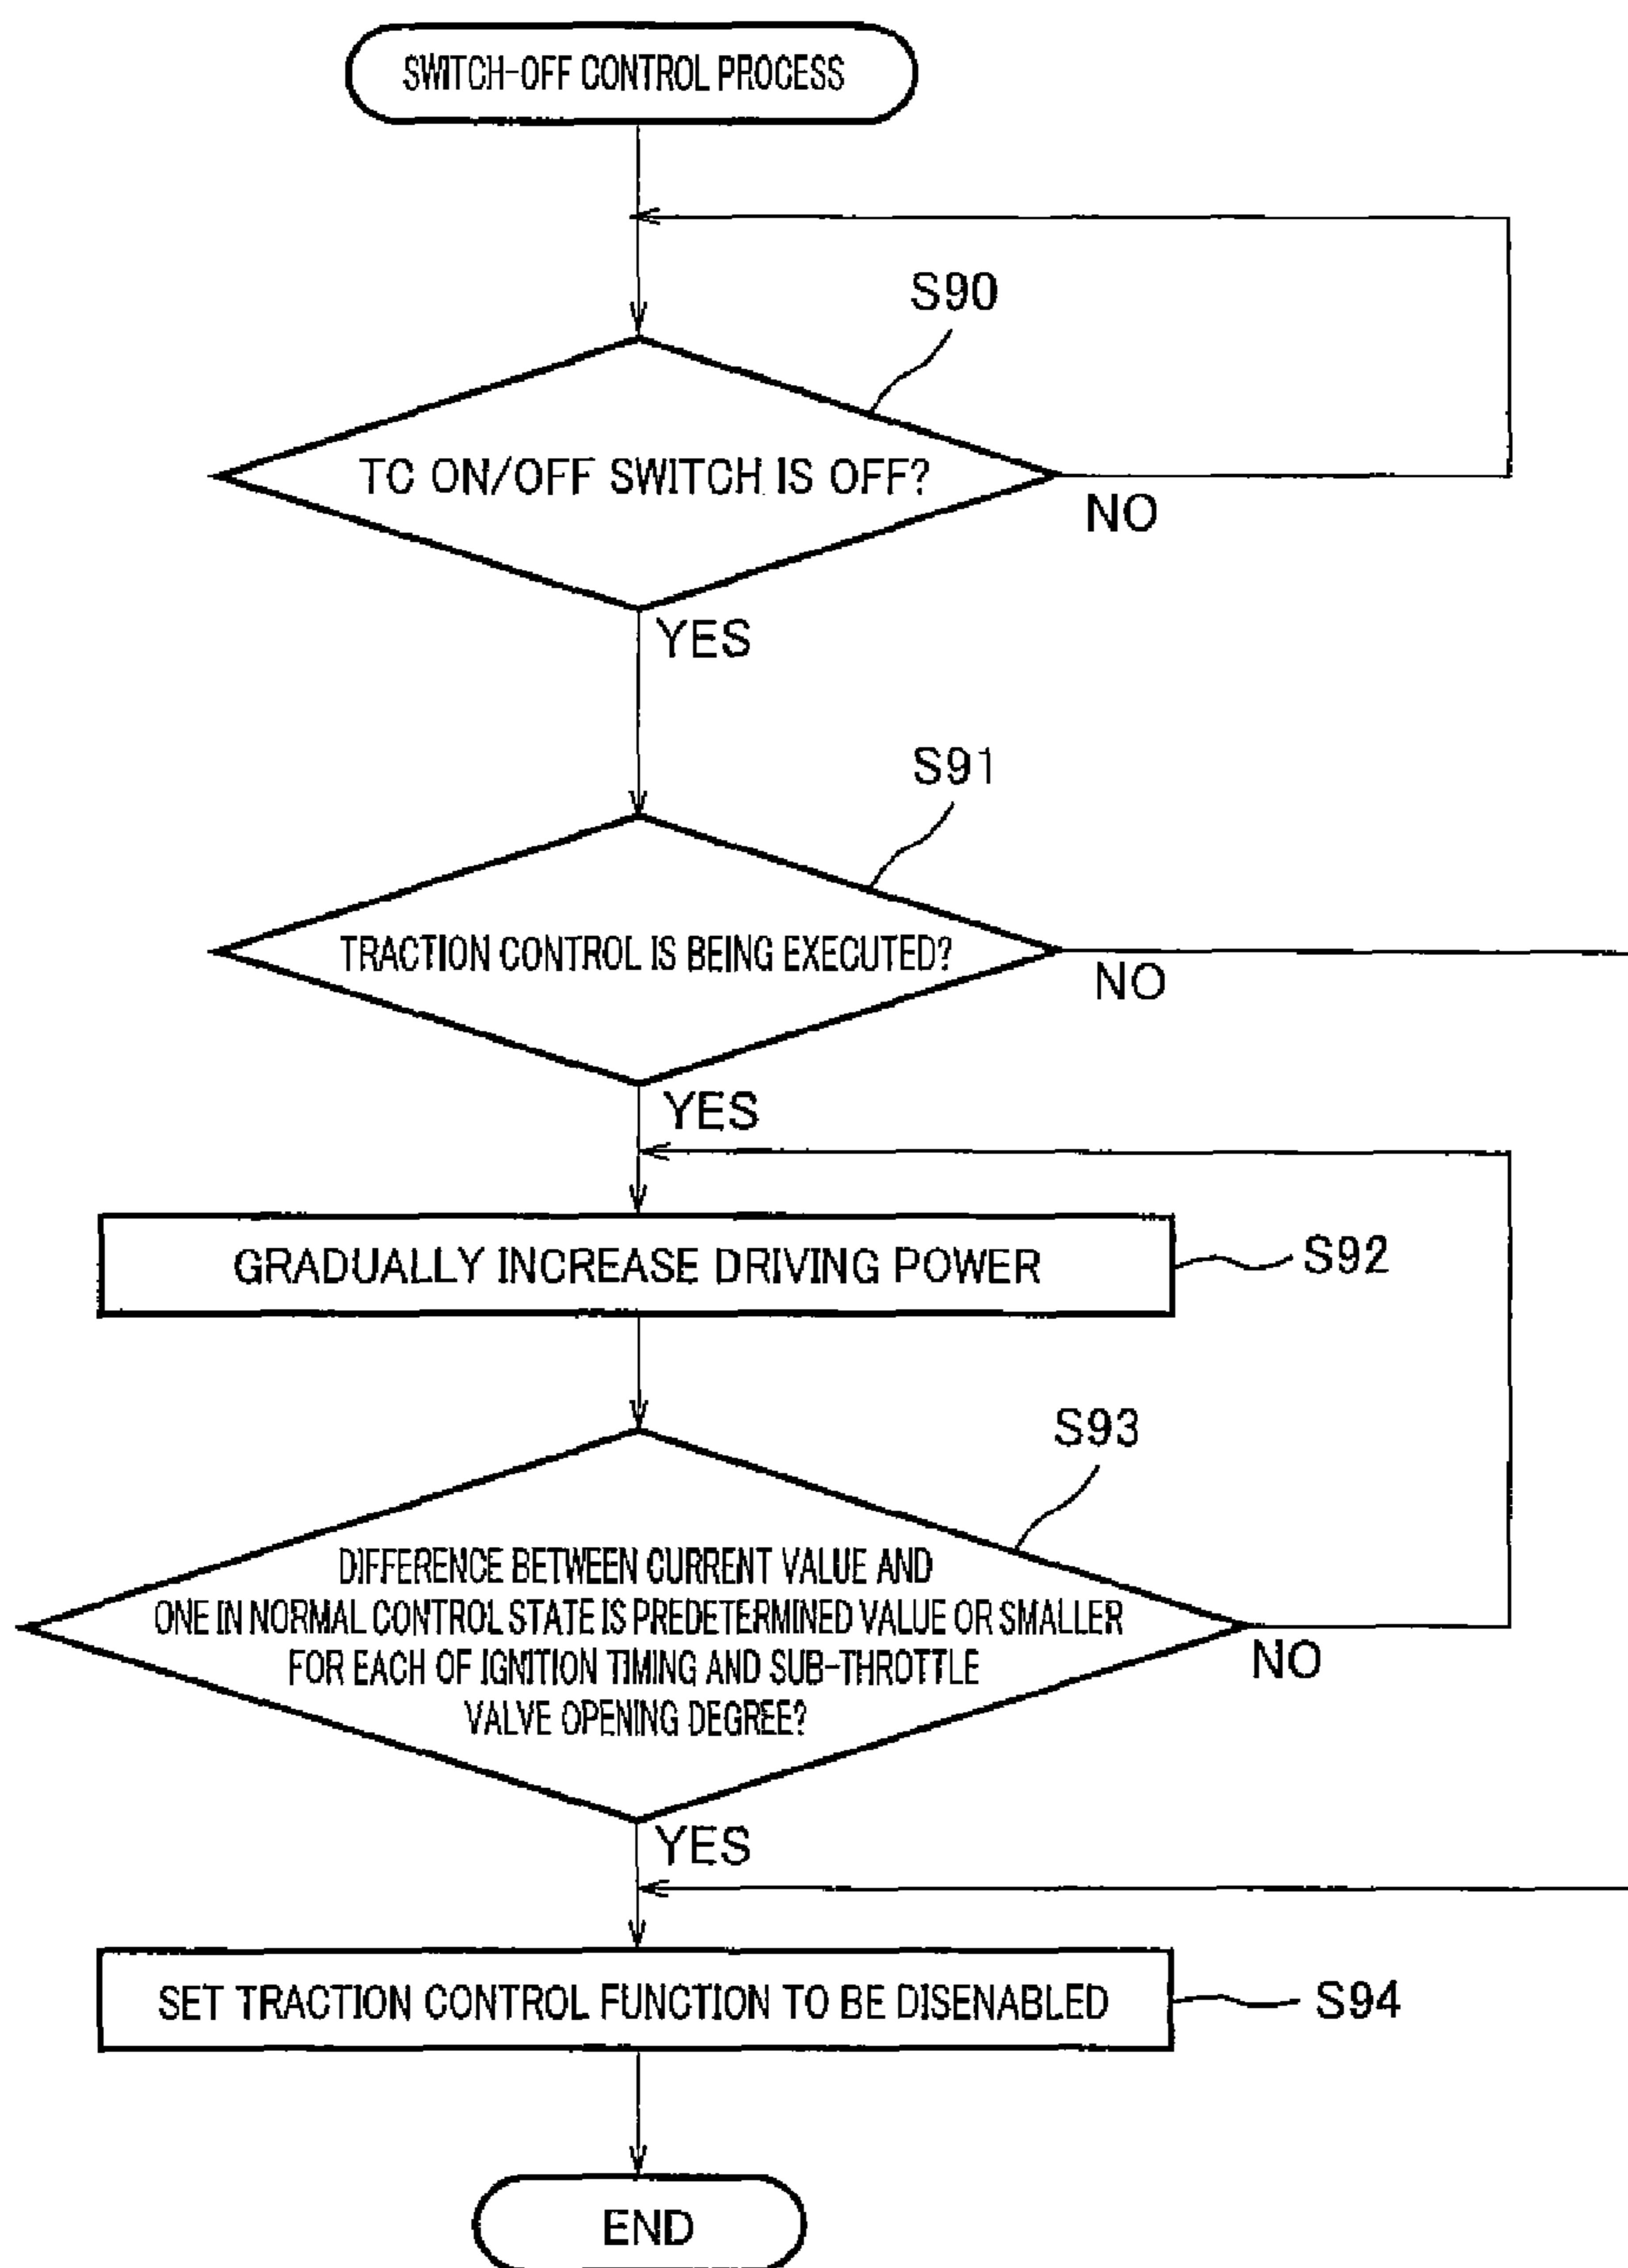 SWITCH-OFF CONTROL PROCESS
S90
TC ON/OFF SWITCH IS OFF?
NO
YES
S91
TRACTION CONTROL IS BEING EXECUTED?
NO
YES
GRADUALLY INCREASE DRIVING POWER
S92
S93
DIFFERENCE BETWEEN CURRENT VALUE AND
ONE IN NORMAL CONTROL STATE IS PREDETERMINED VALUE OR SMALLER
FOR EACH OF IGNITION TIMING AND SUB-THROTTLE
VALVE OPENING DEGREE?
NO
YES
SET TRACTION CONTROL FUNCTION TO BE DISENABLED
S94
END